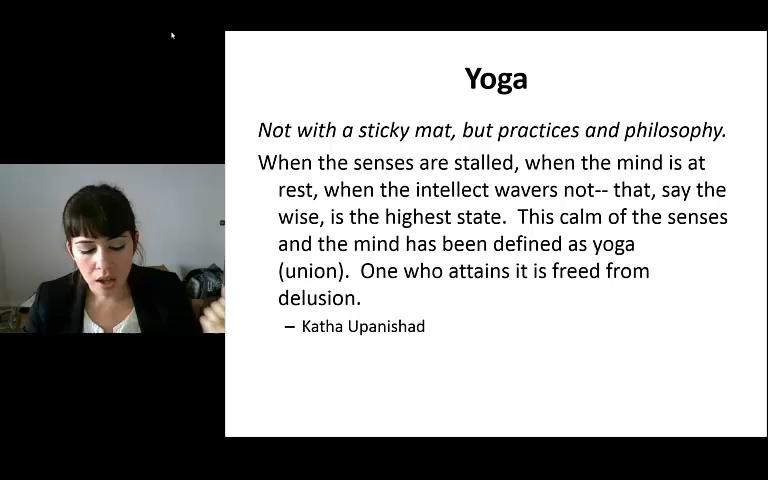 Yoga
Not with a sticky mat, but practices and philosophy.
When the senses are stalled, when the mind is at
rest, when the intellect wavers not-- that, say the
wise, is the highest state.  This calm of the senses
and the mind has been defined as yoga
(union).  One who attains it is freed from
delusion.
– Katha Upanishad